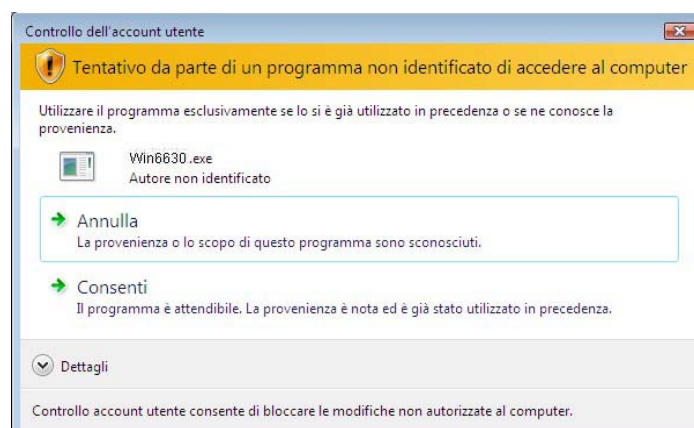 Controllo dell'account utente
Tentativo da parte di un programma non identificato di accedere al computer
Utilizzare il programma esclusivamente se lo si è già utilizzato in precedenza o se ne conosce la
provenienza.
Win6630.exe
Autore non identificato
Annulla
La provenienza o lo scopo di questo programma sono sconosciuti.
Consenti
Il programma è attendibile. La provenienza è nota ed è già stato utilizzato in precedenza.
Dettagli
Controllo account utente consente di bloccare le modifiche non autorizzate al computer.